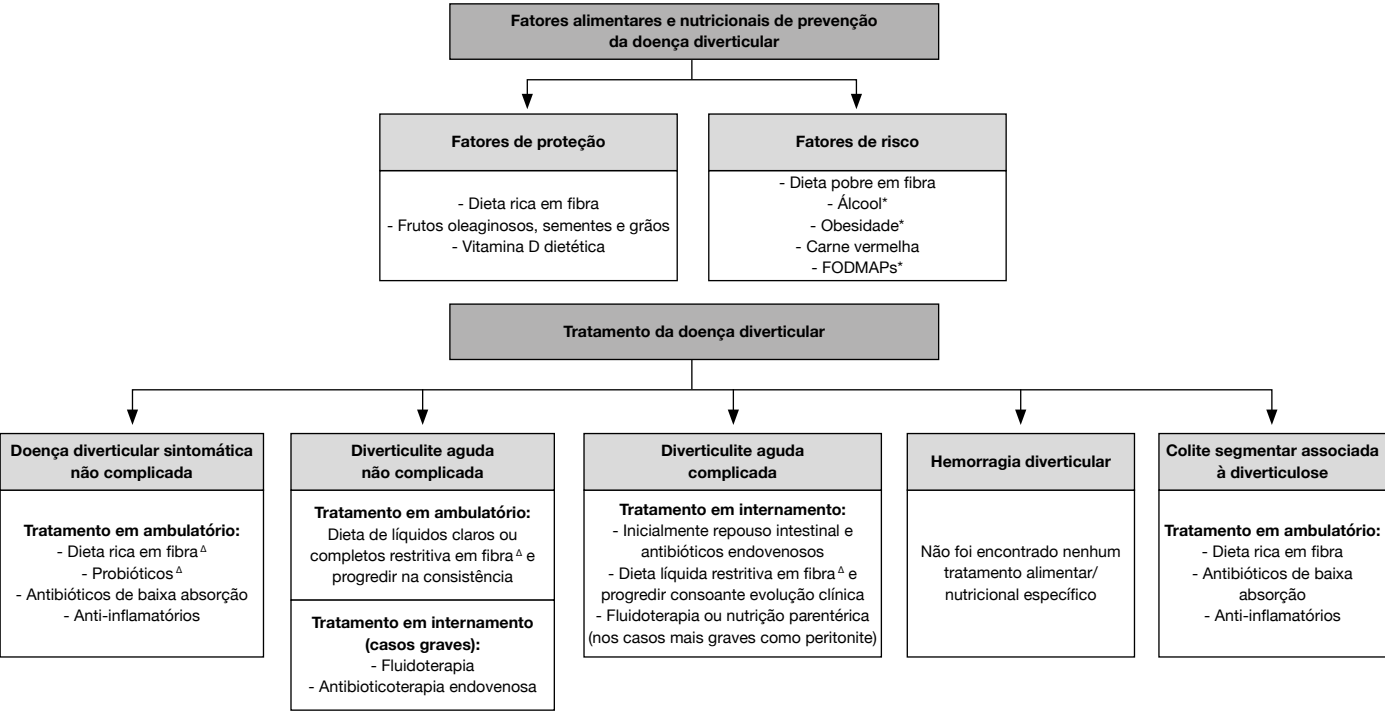 Fatores alimentares e nutricionais de prevenção
da doença diverticular
Fatores de proteção
- Dieta rica em fibra
- Frutos oleaginosos, sementes e grãos
- Vitamina D dietética
Fatores de risco
- Dieta pobre em fibra
- Álcool*
- Obesidade*
- Carne vermelha
- FODMAPs*
Tratamento da doença diverticular
Doença diverticular sintomática
não complicada
Tratamento em ambulatório:
- Dieta rica em fibra Δ
- Probióticos Δ
- Antibióticos de baixa absorção
- Anti-inflamatórios
Diverticulite aguda
não complicada
Tratamento em ambulatório:
Dieta de líquidos claros ou
completos restritiva em fibra Δ e
progredir na consistência
Tratamento em internamento
(casos graves):
- Fluidoterapia
- Antibioticoterapia endovenosa
Diverticulite aguda
complicada
Tratamento em internamento:
- Inicialmente repouso intestinal e
antibióticos endovenosos
- Dieta líquida restritiva em fibra Δ e
progredir consoante evolução clínica
- Fluidoterapia ou nutrição parentérica
(nos casos mais graves como peritonite)
Hemorragia diverticular
Não foi encontrado nenhum
tratamento alimentar/
nutricional específico
Colite segmentar associada
à diverticulose
Tratamento em ambulatório:
- Dieta rica em fibra
- Antibióticos de baixa
absorção
- Anti-inflamatórios